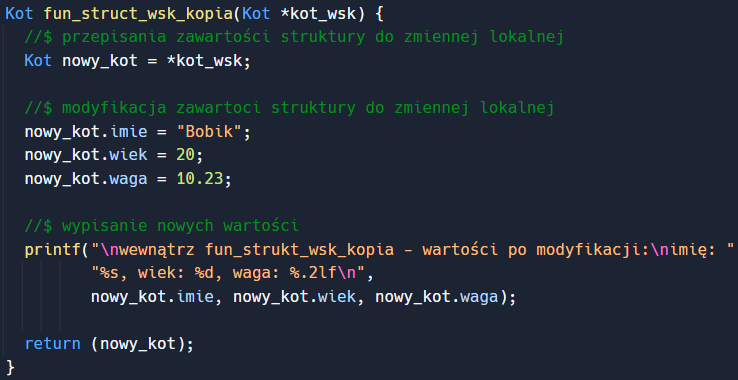 Kot fun_struct_wsk_kopia(Kot *kot_wsk) {
//$ przepisania zawartości struktury do zmiennej lokalnej
Kot nowy_kot = *kot_wsk;
//$ modyfikacja zawartoci struktury do zmiennej lokalnej
nowy_kot.imie = "Bobik";
nowy_kot.wiek = 20;
nowy_kot.waga = 10.23;
//$ wypisanie nowych wartości
printf("\nwewnątrz fun_strukt_wsk_kopia - wartości po modyfikacji:\nimię: "
"%s, wiek: %d, waga: %.2lf\n",
nowy_kot.imie, nowy_kot.wiek, nowy_kot.waga);
return (nowy_kot);
}